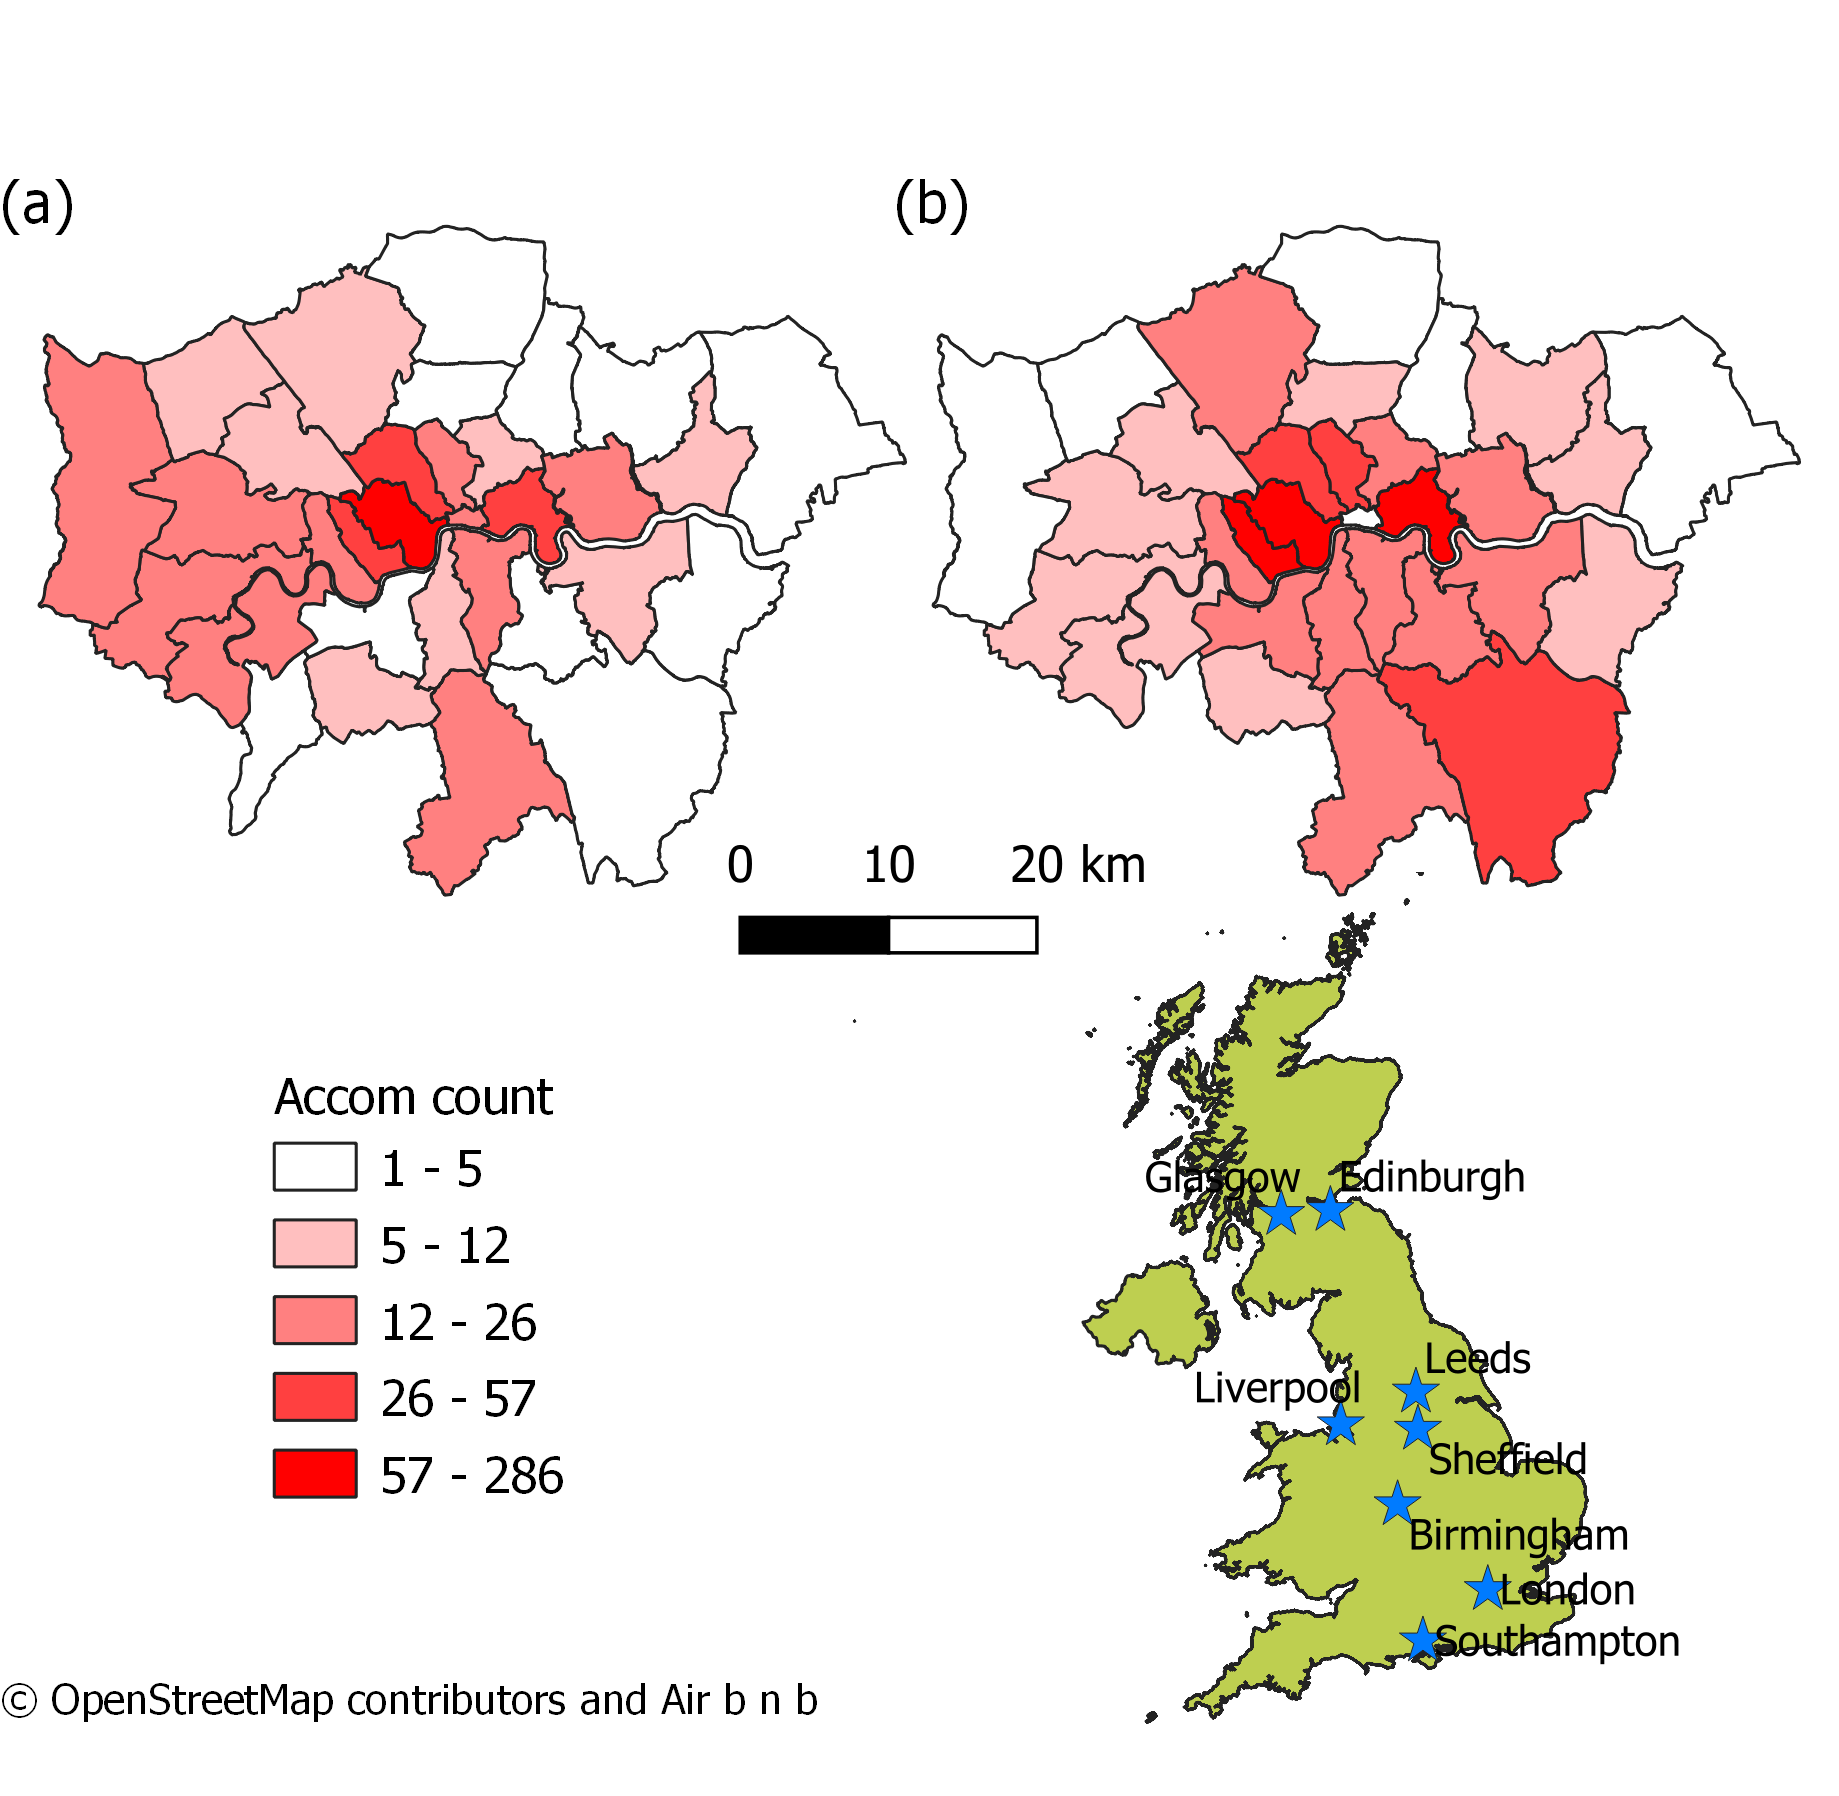 (a)
(b)
0 10 20 km
Accom count
1 - 5
5 - 12
12 - 26
26 - 57
57 - 286
Glasgow
Edinburgh
Leeds
Liverpool
Sheffield
Birmingham
London
Southampton
© OpenStreetMap contributors and Air b n b